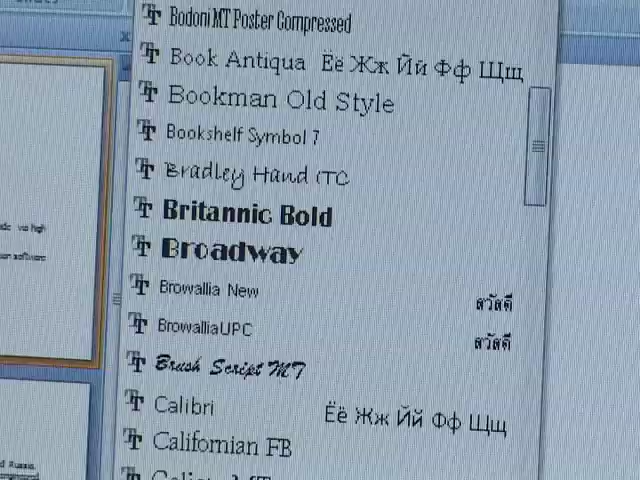 Bodoni MT Poster Compressed
Book Antiqua Ёё Жж Йй Фф Щщ
Bookman Old Style
Bookshelf Symbol 7
Bradley Hand ITC
Britannic Bold
Broadway
Browallia New สวัสดี
BrowalliaUPC สวัสดี
Brush Script MT
Calibri Ёё Жж Йй Фф Щщ
Californian FB